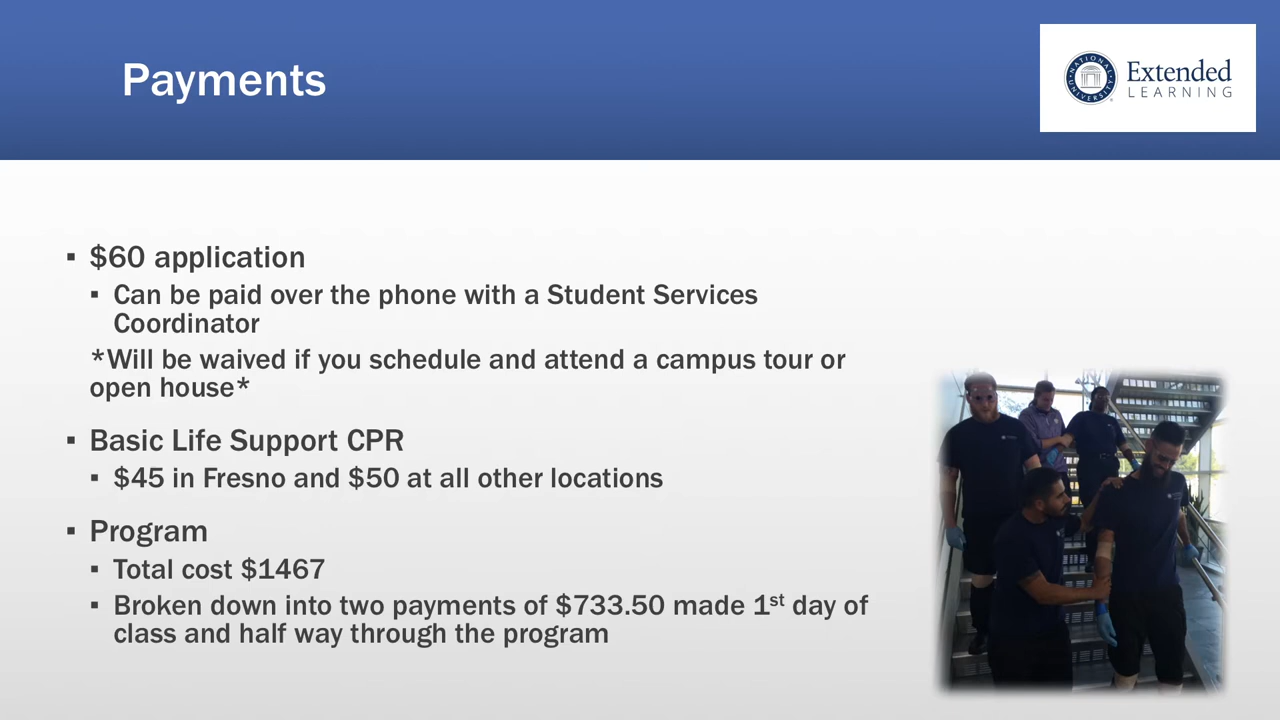 Payments
NATIONAL UNIVERSITY
Extended
LEARNING
▪ $60 application
▪ Can be paid over the phone with a Student Services
Coordinator
*Will be waived if you schedule and attend a campus tour or
open house*
▪ Basic Life Support CPR
▪ $45 in Fresno and $50 at all other locations
▪ Program
▪ Total cost $1467
▪ Broken down into two payments of $733.50 made 1st day of
class and half way through the program